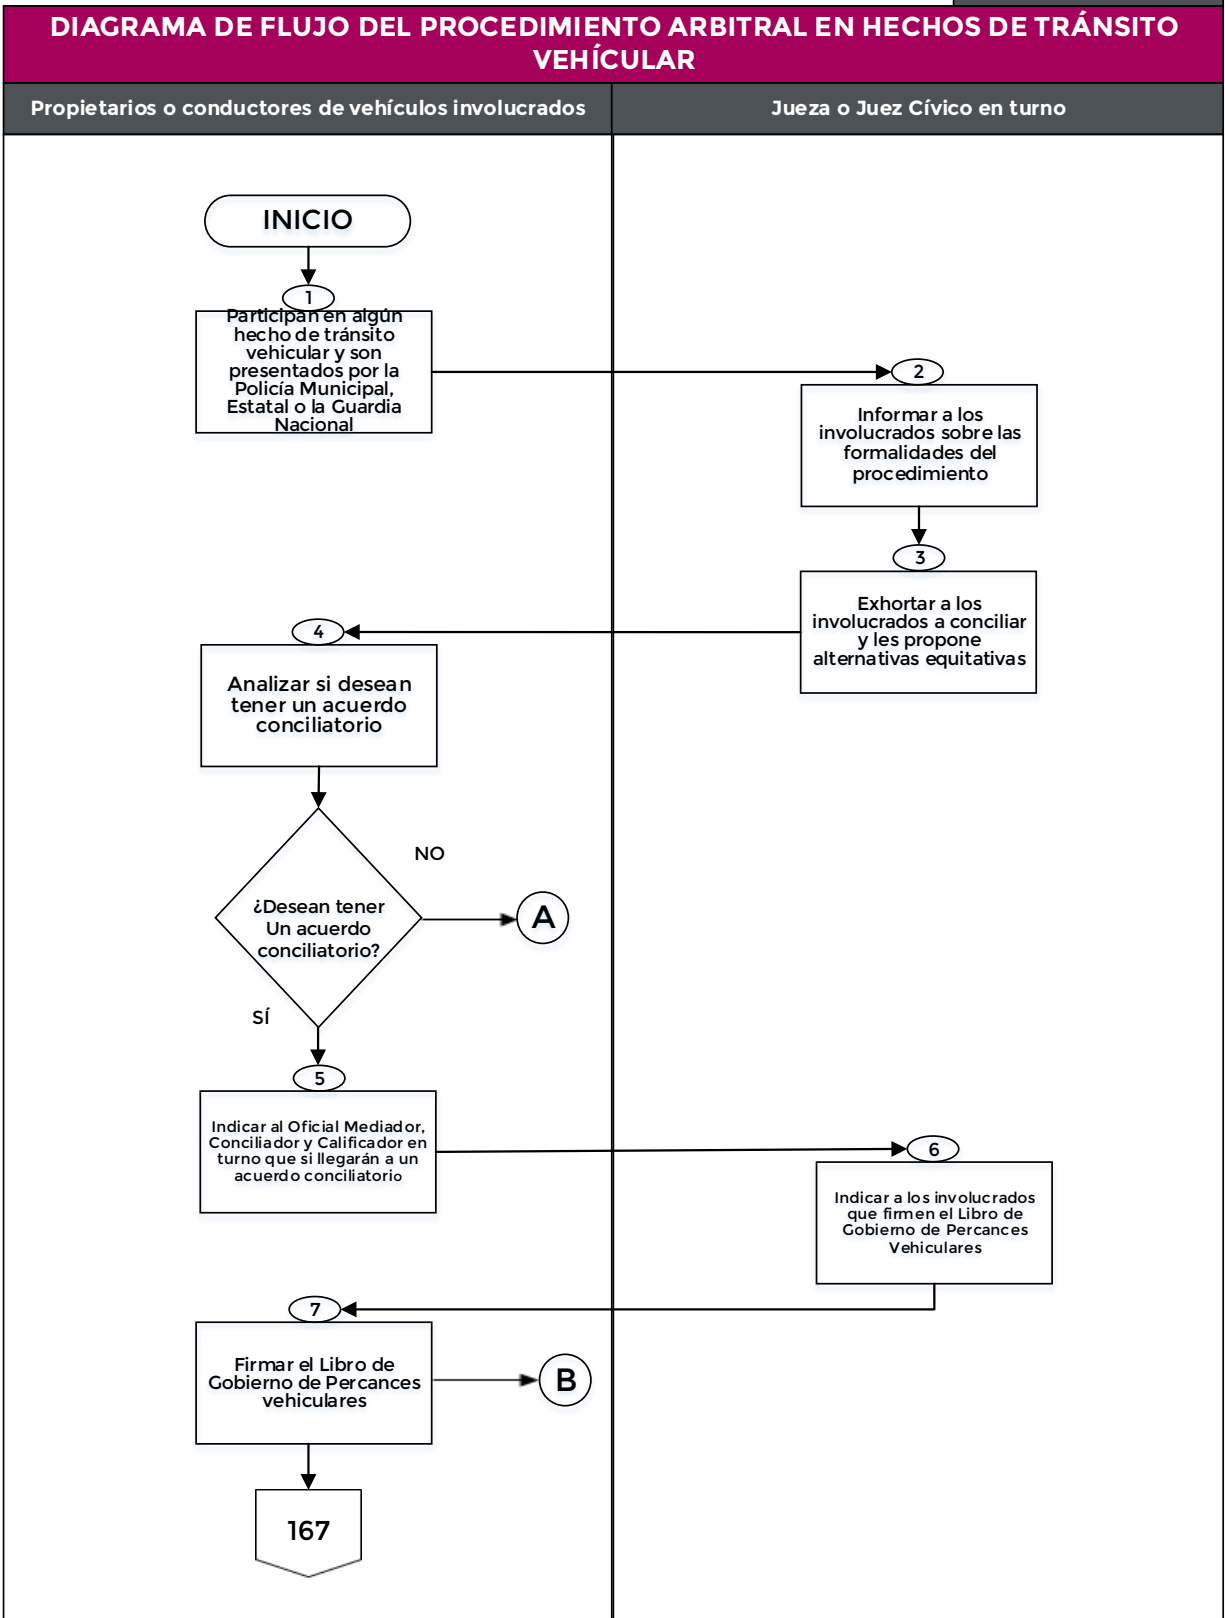 DIAGRAMA DE FLUJO DEL PROCEDIMIENTO ARBITRAL EN HECHOS DE TRÁNSITO
VEHÍCULAR
Propietarios o conductores de vehículos involucrados
Jueza o Juez Cívico en turno
INICIO
1
Participan en algún
hecho de tránsito
vehicular y son
presentados por la
Policía Municipal,
Estatal o la Guardia
Nacional
2
Informar a los
involucrados sobre las
formalidades del
procedimiento
3
Exhortar a los
involucrados a conciliar
y les propone
alternativas equitativas
4
Analizar si desean
tener un acuerdo
conciliatorio
NO
¿Desean tener
Un acuerdo
conciliatorio?
A
SÍ
5
Indicar al Oficial Mediador,
Conciliador y Calificador en
turno que si llegarán a un
acuerdo conciliatorio
6
Indicar a los involucrados
que firmen el Libro de
Gobierno de Percances
Vehiculares
7
Firmar el Libro de
Gobierno de Percances
vehiculares
B
167